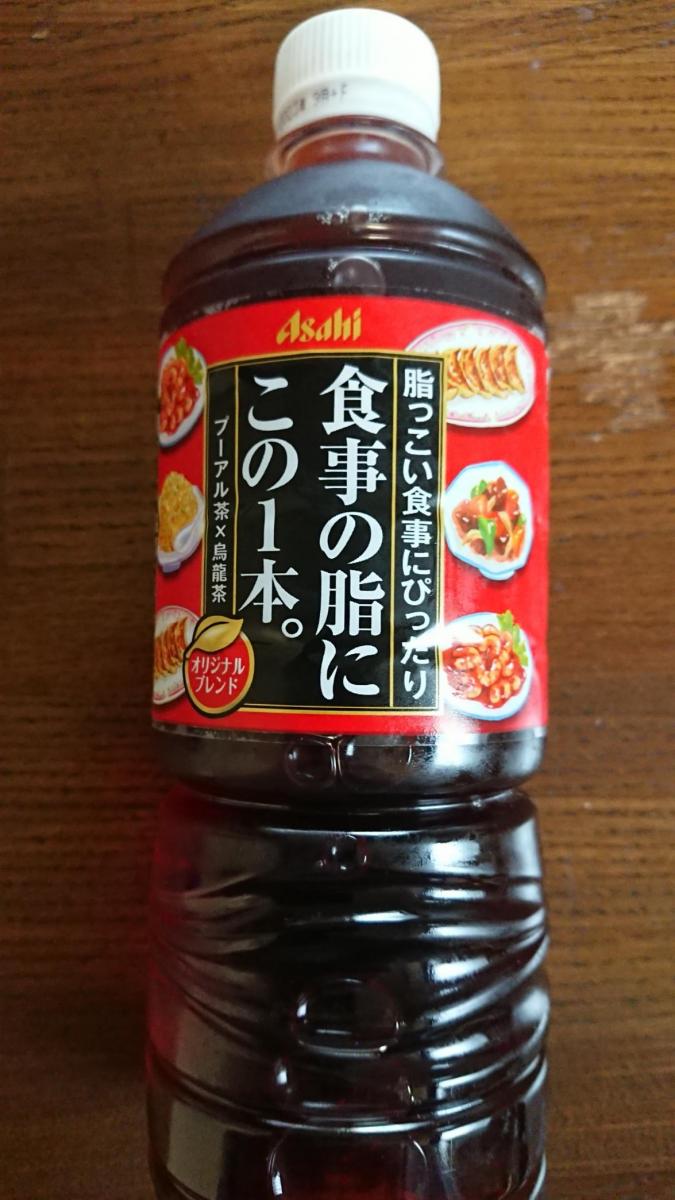 Asahi
脂っこい食事にぴったり
食事の脂に
この1本。
プーアル茶×烏龍茶
オリジナル
ブレンド